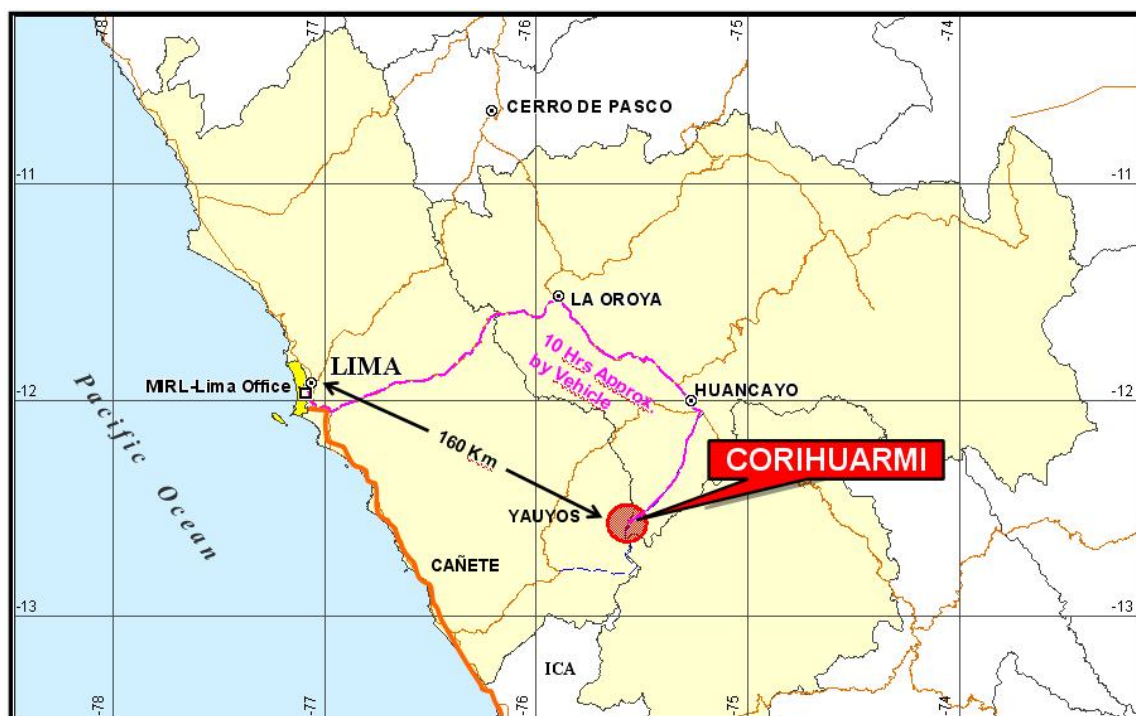 -78
-77
-76
-75
-74
CERRO DE PASCO
-11
-11
LA OROYA
LIMA
MIRL-Lima Office
10 Hrs Approx.
by Vehicle
HUANCAYO
-12
-12
Pacific Ocean
160 Km
CORIHUARMI
YAUYOS
CAÑETE
-13
-13
ICA
-78
-77
-76
-75
-74